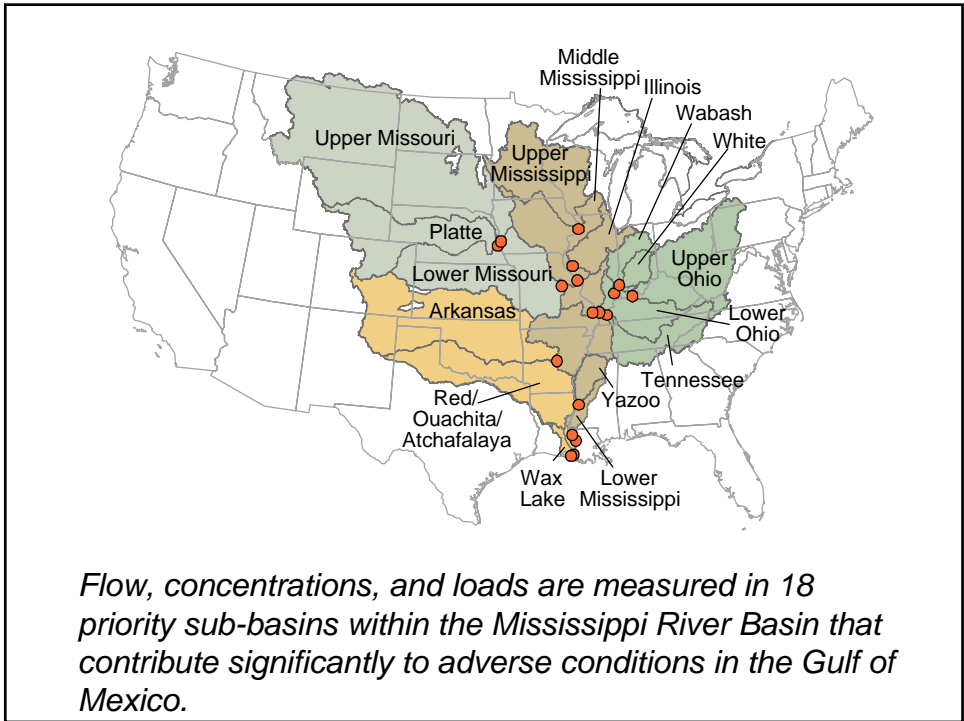 Middle
Mississippi
Illinois
Wabash
White
Upper Missouri
Upper
Mississippi
Platte
Upper
Ohio
Lower Missouri
Arkansas
Lower
Ohio
Tennessee
Yazoo
Red/
Ouachita/
Atchafalaya
Wax
Lake
Lower
Mississippi
Flow, concentrations, and loads are measured in 18
priority sub-basins within the Mississippi River Basin that
contribute significantly to adverse conditions in the Gulf of
Mexico.